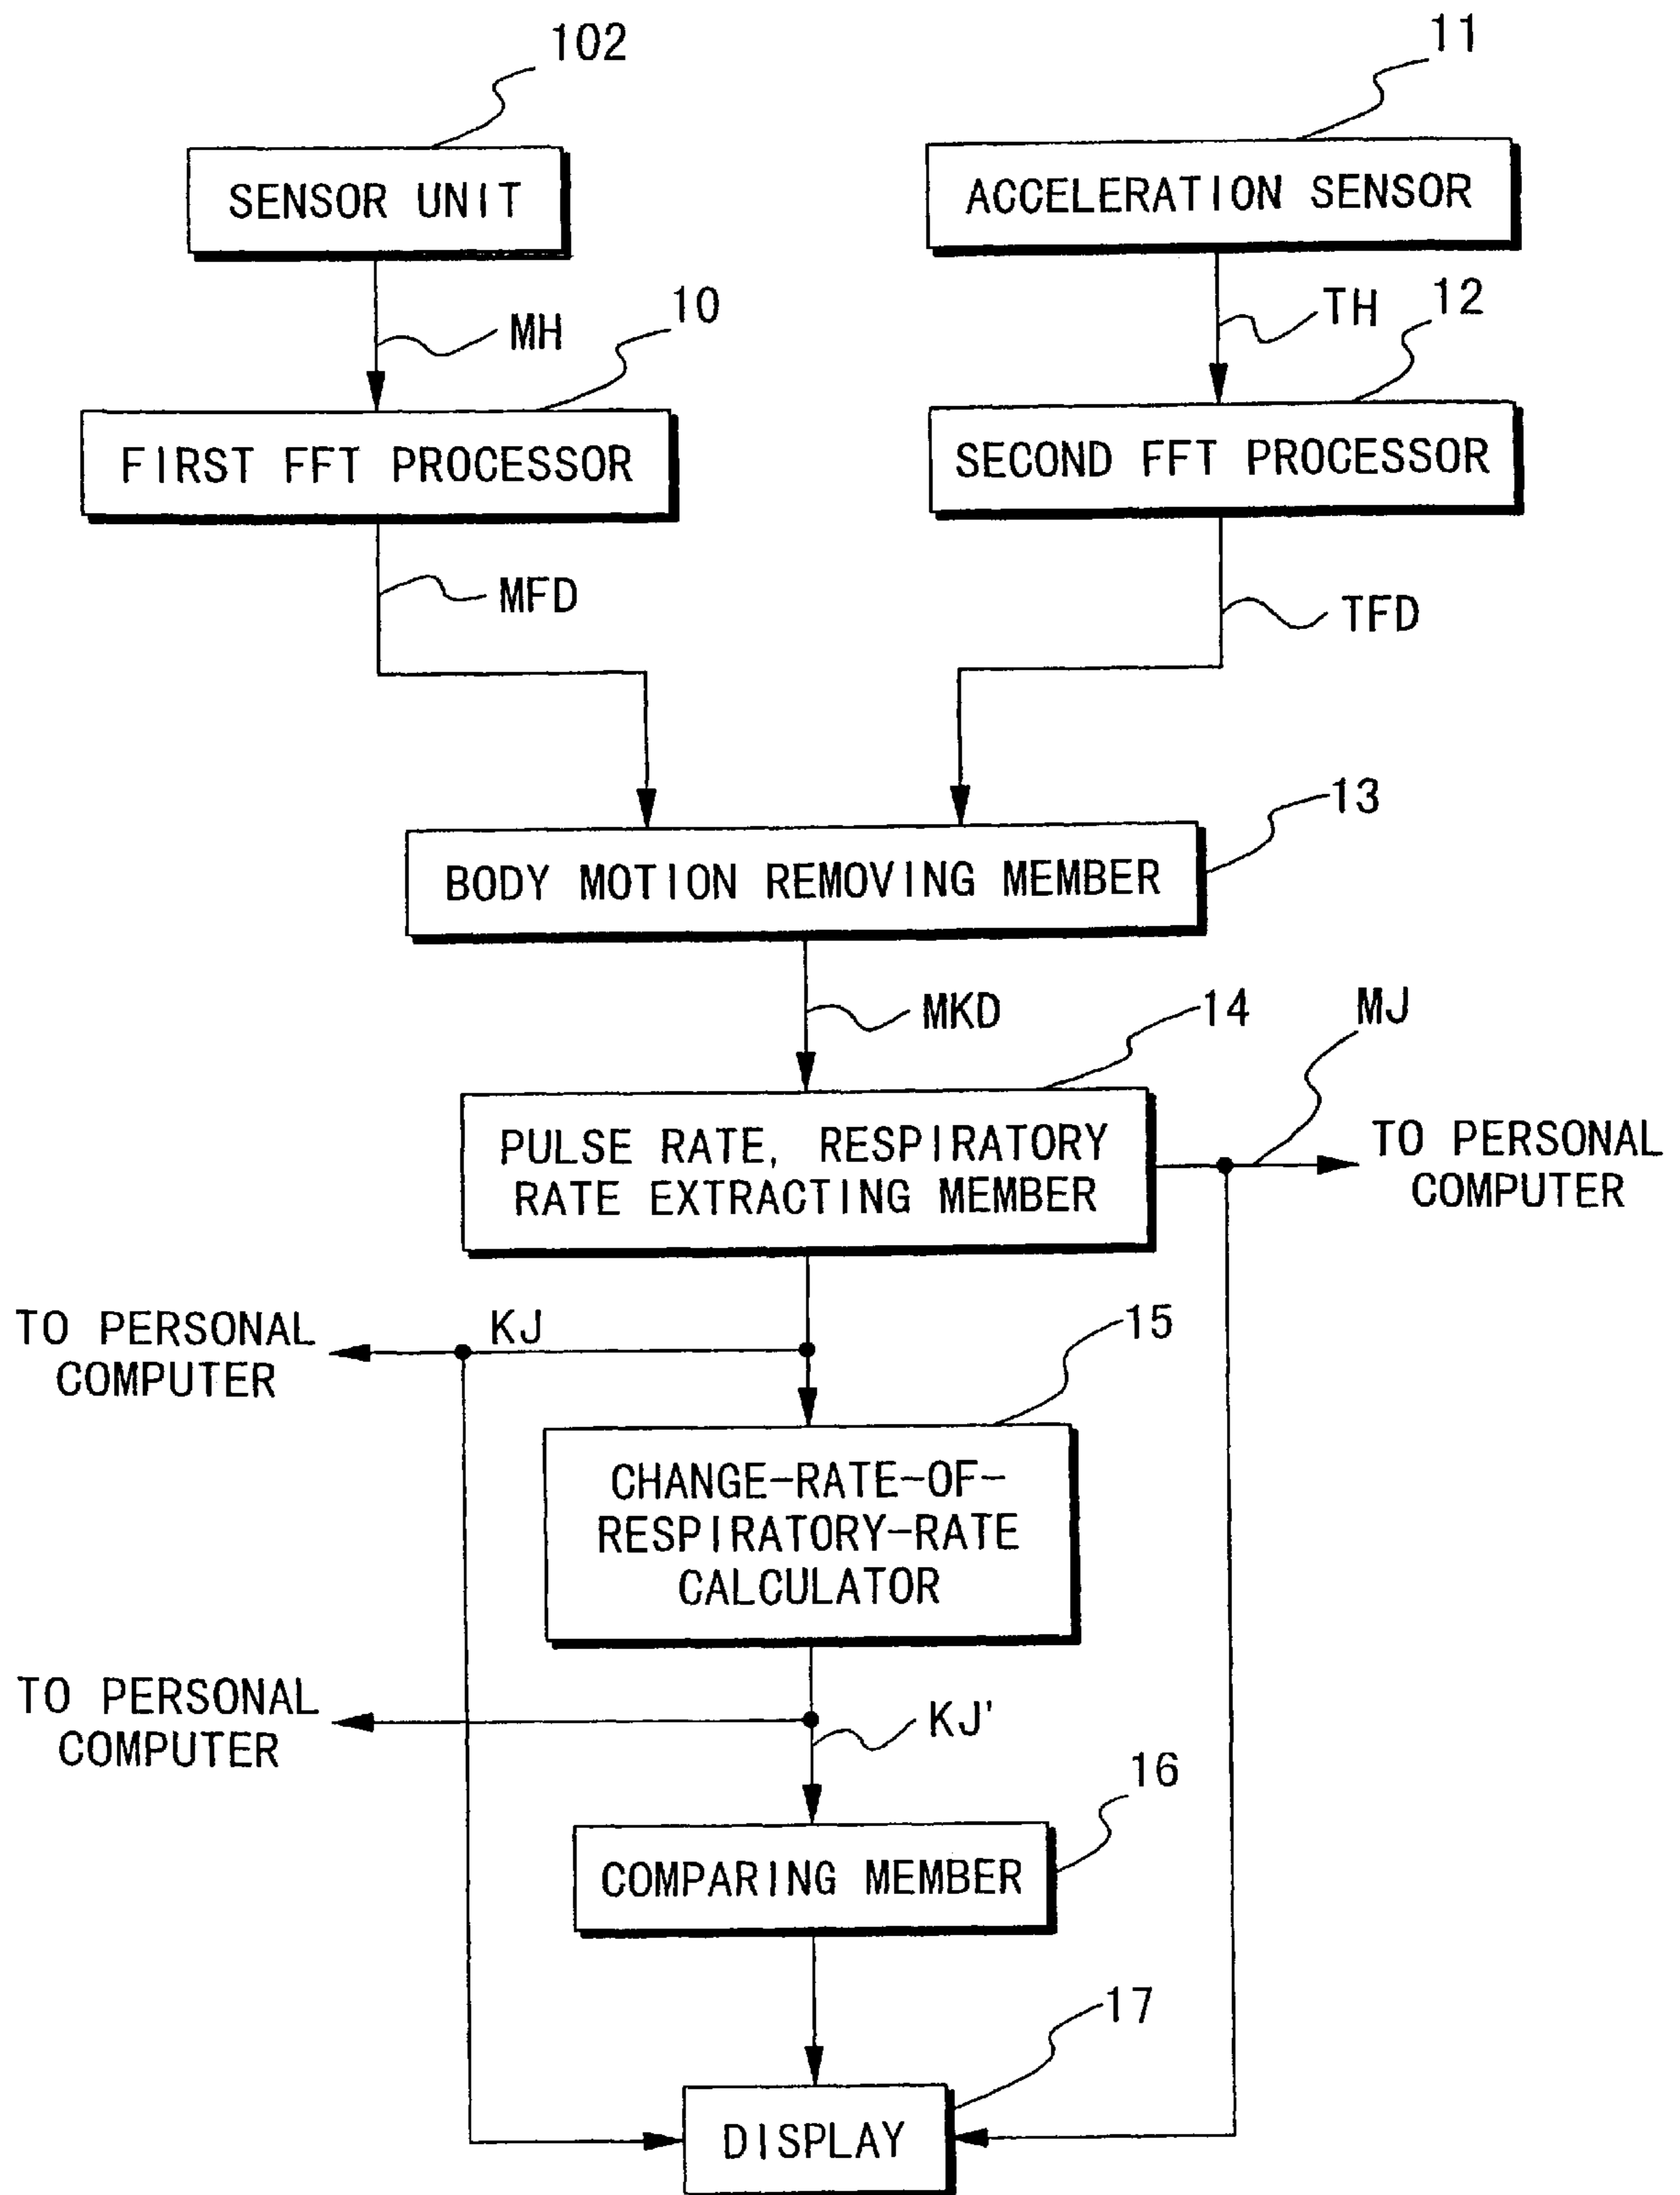 102
11
SENSOR UNIT
ACCELERATION SENSOR
MH
10
TH
12
FIRST FFT PROCESSOR
SECOND FFT PROCESSOR
MFD
TFD
13
BODY MOTION REMOVING MEMBER
MKD
14
MJ
PULSE RATE, RESPIRATORY
RATE EXTRACTING MEMBER
TO PERSONAL
COMPUTER
TO PERSONAL
COMPUTER
KJ
15
CHANGE-RATE-OF-
RESPIRATORY-RATE
CALCULATOR
TO PERSONAL
COMPUTER
KJ'
16
COMPARING MEMBER
17
DISPLAY